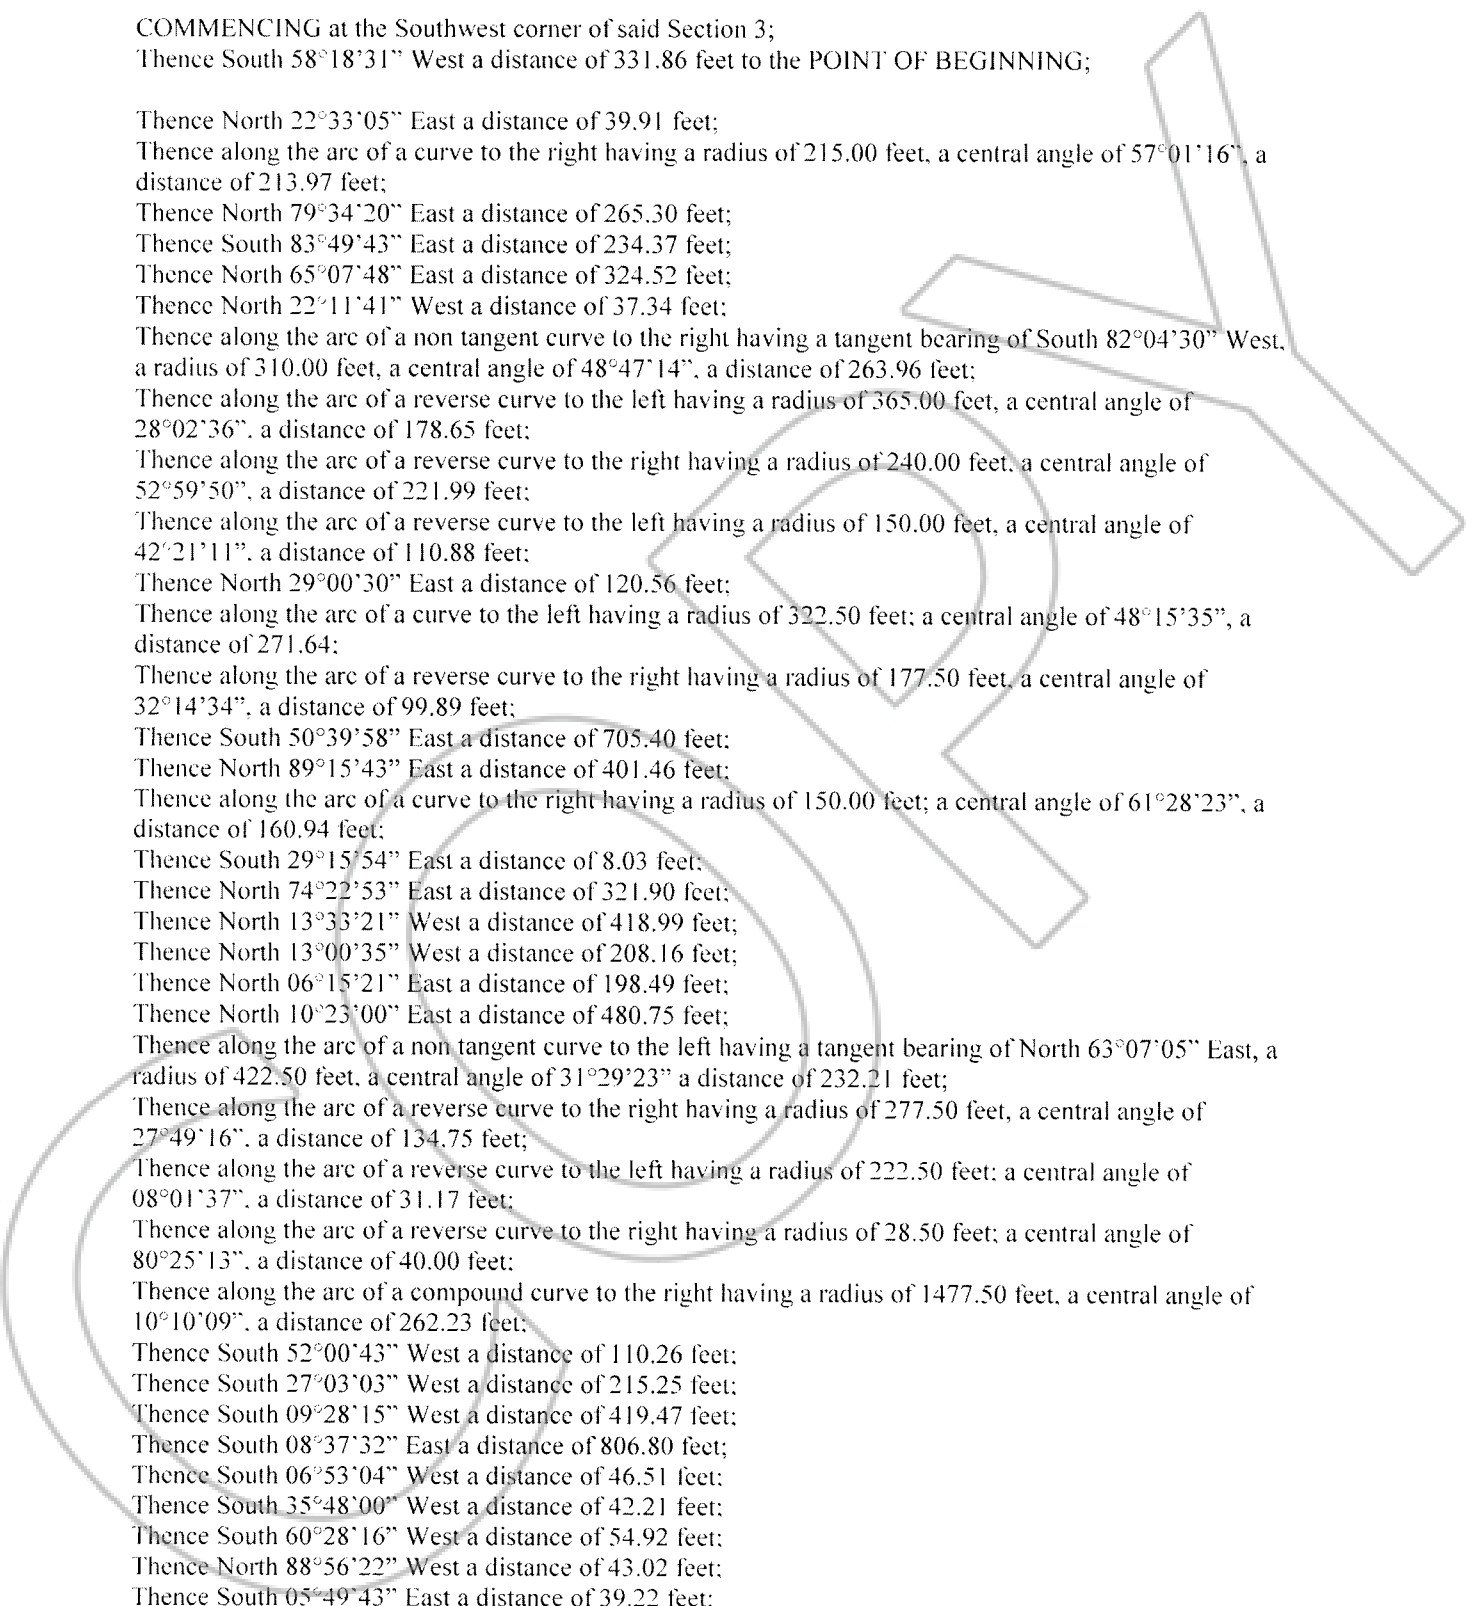 COMMENCING at the Southwest corner of said Section 3;
Thence South 58°18'31" West a distance of 331.86 feet to the POINT OF BEGINNING;
Thence North 22°33'05" East a distance of 39.91 feet;
Thence along the arc of a curve to the right having a radius of 215.00 feet, a central angle of 57°01'16", a
distance of 213.97 feet;
Thence North 79°34'20" East a distance of 265.30 feet;
Thence South 83°49'43" East a distance of 234.37 feet;
Thence North 65°07'48" East a distance of 324.52 feet;
Thence North 22°11'41" West a distance of 37.34 feet;
Thence along the arc of a non tangent curve to the right having a tangent bearing of South 82°04'30" West,
a radius of 310.00 feet, a central angle of 48°47'14", a distance of 263.96 feet;
Thence along the arc of a reverse curve to the left having a radius of 365.00 feet, a central angle of
28°02'36", a distance of 178.65 feet;
Thence along the arc of a reverse curve to the right having a radius of 240.00 feet, a central angle of
52°59'50", a distance of 221.99 feet;
Thence along the arc of a reverse curve to the left having a radius of 150.00 feet, a central angle of
42°21'11", a distance of 110.88 feet;
Thence North 29°00'30" East a distance of 120.56 feet;
Thence along the arc of a curve to the left having a radius of 322.50 feet; a central angle of 48°15'35", a
distance of 271.64;
Thence along the arc of a reverse curve to the right having a radius of 177.50 feet, a central angle of
32°14'34", a distance of 99.89 feet;
Thence South 50°39'58" East a distance of 705.40 feet;
Thence North 89°15'43" East a distance of 401.46 feet;
Thence along the arc of a curve to the right having a radius of 150.00 feet; a central angle of 61°28'23", a
distance of 160.94 feet;
Thence South 29°15'54" East a distance of 8.03 feet;
Thence North 74°22'53" East a distance of 321.90 feet;
Thence North 13°33'21" West a distance of 418.99 feet;
Thence North 13°00'35" West a distance of 208.16 feet;
Thence North 06°15'21" East a distance of 198.49 feet;
Thence North 10°23'00" East a distance of 480.75 feet;
Thence along the arc of a non tangent curve to the left having a tangent bearing of North 63°07'05" East, a
radius of 422.50 feet, a central angle of 31°29'23" a distance of 232.21 feet;
Thence along the arc of a reverse curve to the right having a radius of 277.50 feet, a central angle of
27°49'16", a distance of 134.75 feet;
Thence along the arc of a reverse curve to the left having a radius of 222.50 feet; a central angle of
08°01'37", a distance of 31.17 feet;
Thence along the arc of a reverse curve to the right having a radius of 28.50 feet; a central angle of
80°25'13", a distance of 40.00 feet;
Thence along the arc of a compound curve to the right having a radius of 1477.50 feet, a central angle of
10°10'09", a distance of 262.23 feet;
Thence South 52°00'43" West a distance of 110.26 feet;
Thence South 27°03'03" West a distance of 215.25 feet;
Thence South 09°28'15" West a distance of 419.47 feet;
Thence South 08°37'32" East a distance of 806.80 feet;
Thence South 06°53'04" West a distance of 46.51 feet;
Thence South 35°48'00" West a distance of 42.21 feet;
Thence South 60°28'16" West a distance of 54.92 feet;
Thence North 88°56'22" West a distance of 43.02 feet;
Thence South 05°49'43" East a distance of 39.22 feet;
COPY